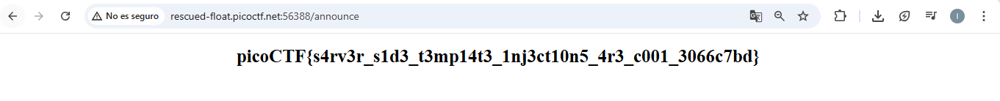 No es seguro
rescued-float.picoctf.net:56388/announce
I
picoCTF{s4rv3r_s1d3_t3mp14t3_1nj3ct10n5_4r3_c001_3066c7bd}